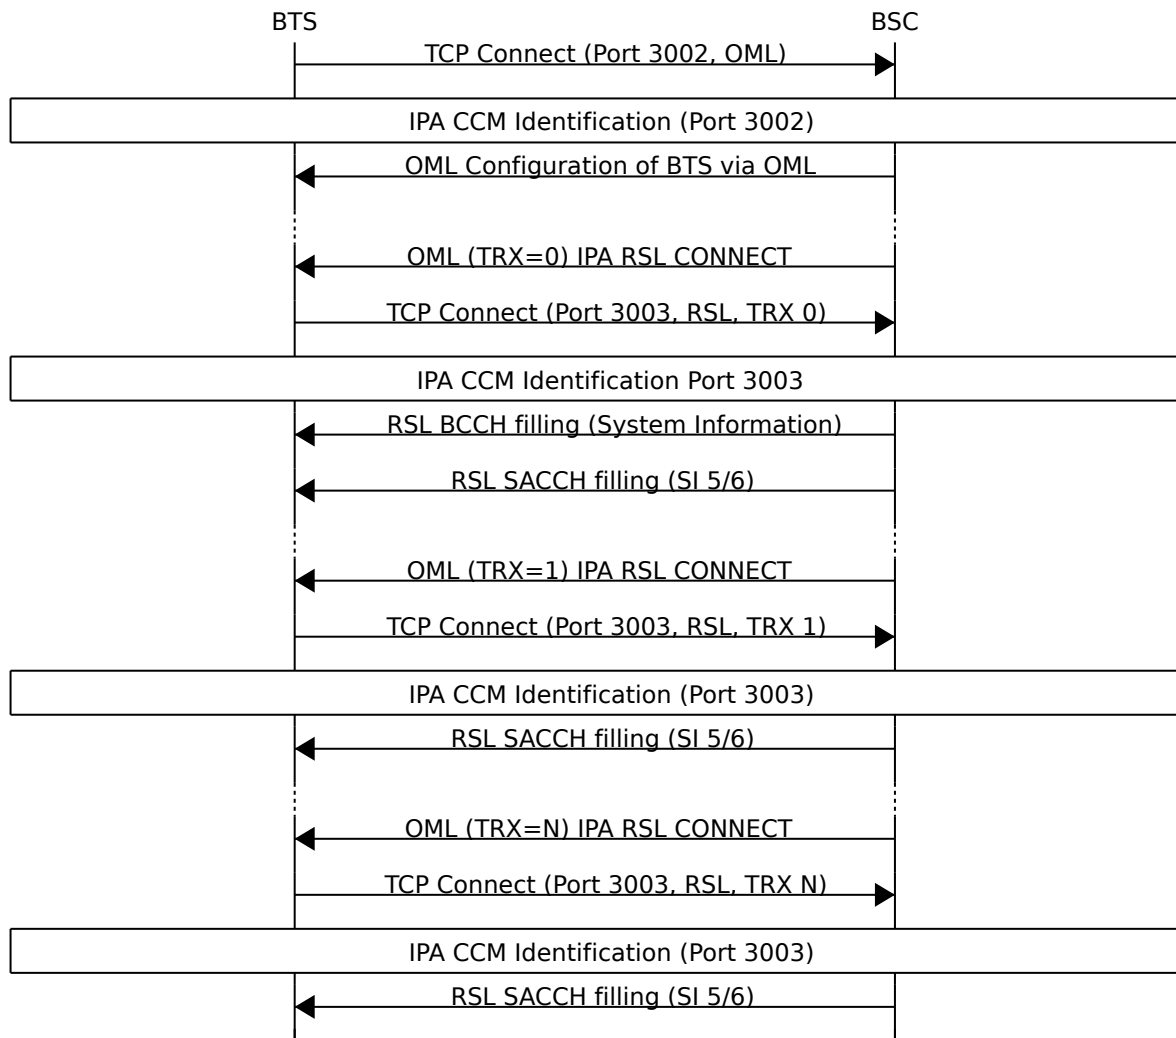 BTS BSC
TCP Connect (Port 3002, OML)
IPA CCM Identification (Port 3002)
OML Configuration of BTS via OML
OML (TRX=0) IPA RSL CONNECT
TCP Connect (Port 3003, RSL, TRX 0)
IPA CCM Identification Port 3003
RSL BCCH filling (System Information)
RSL SACCH filling (SI 5/6)
OML (TRX=1) IPA RSL CONNECT
TCP Connect (Port 3003, RSL, TRX 1)
IPA CCM Identification (Port 3003)
RSL SACCH filling (SI 5/6)
OML (TRX=N) IPA RSL CONNECT
TCP Connect (Port 3003, RSL, TRX N)
IPA CCM Identification (Port 3003)
RSL SACCH filling (SI 5/6)